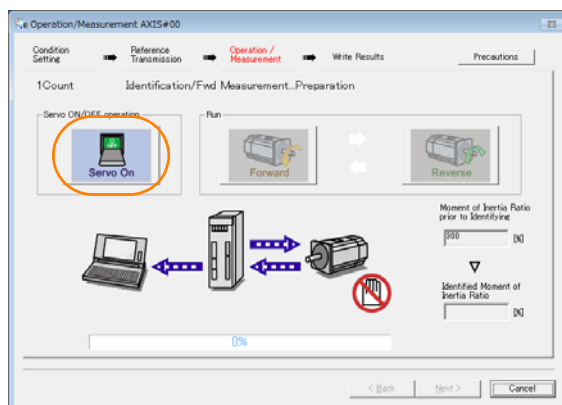 Operation/Measurement AXIS#00
Condition Setting
Reference Transmission
Operation / Measurement
Write Results
Precautions
1Count Identification/Fwd Measurement...Preparation
Servo ON/OFF operation
Run
Servo On
Forward
Reverse
Moment of Inertia Ratio
prior to Identifying
300 [%]
Identified Moment of
Inertia Ratio
[%]
0%
< Back
Next >
Cancel